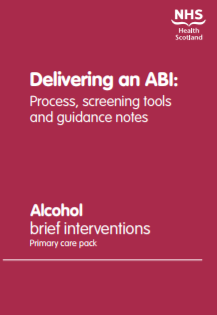 NHS
Health
Scotland
Delivering an ABI:
Process, screening tools
and guidance notes
Alcohol
brief interventions
Primary care pack